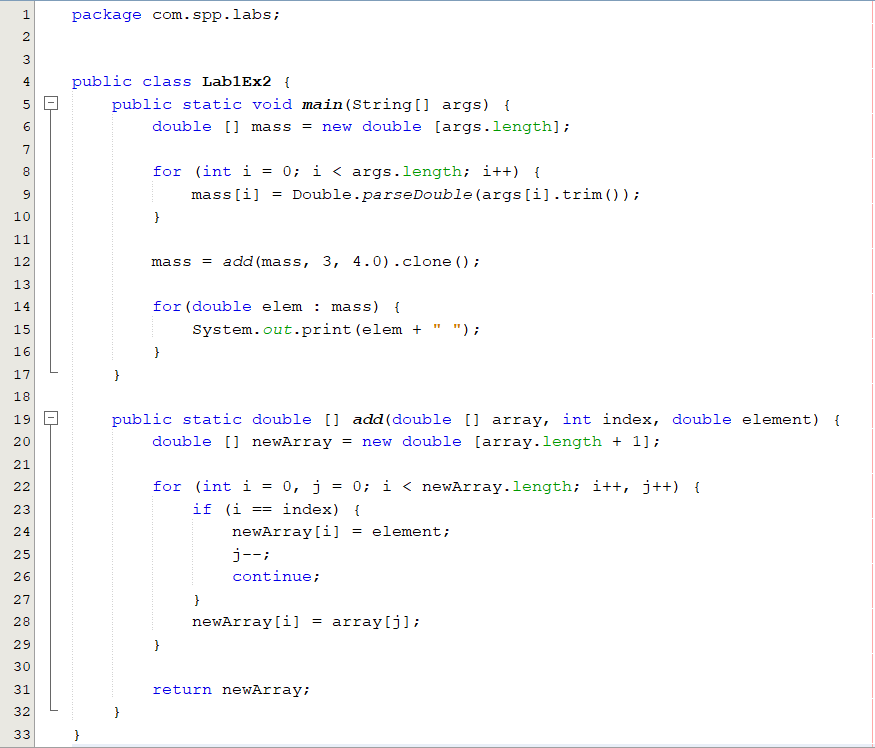 1 package com.spp.labs;
2
3
4 public class Lab1Ex2 {
5     public static void main(String[] args) {
6         double [] mass = new double [args.length];
7
8         for (int i = 0; i < args.length; i++) {
9             mass[i] = Double.parseDouble(args[i].trim());
10         }
11
12         mass = add(mass, 3, 4.0).clone();
13
14         for(double elem : mass) {
15             System.out.print(elem + " ");
16         }
17     }
18
19     public static double [] add(double [] array, int index, double element) {
20         double [] newArray = new double [array.length + 1];
21
22         for (int i = 0, j = 0; i < newArray.length; i++, j++) {
23             if (i == index) {
24                 newArray[i] = element;
25                 j--;
26                 continue;
27             }
28             newArray[i] = array[j];
29         }
30
31         return newArray;
32     }
33 }